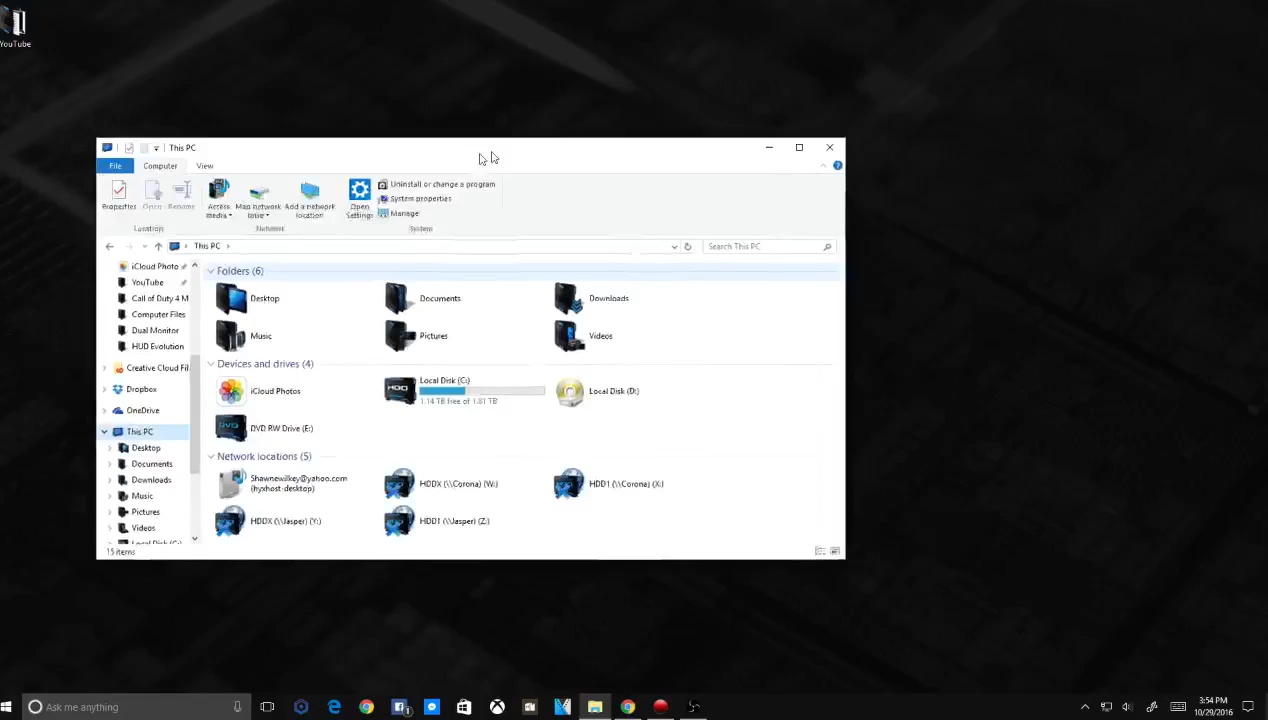 YouTube
This PC
File Computer View
Properties Open Rename
Access media Map network drive Add a network location
Open Settings
Uninstall or change a program
System properties
Manage
Location Network System
This PC
Search This PC
iCloud Photo
YouTube
Call of Duty 4 M
Computer Files
Dual Monitor
HUD Evolution
Creative Cloud Fil
Dropbox
OneDrive
This PC
Desktop
Documents
Downloads
Music
Pictures
Videos
Local Disk (C:)
Folders (6)
Desktop Documents Downloads
Music Pictures Videos
Devices and drives (4)
iCloud Photos
Local Disk (C:)
1.14 TB free of 1.81 TB
Local Disk (D:)
DVD RW Drive (E:)
Network locations (5)
Shawnewilkey@yahoo.com
(hyxhost-desktop)
HDDX (\\Corona) (W:)
HDD1 (\\Corona) (X:)
HDDX (\\Jasper) (Y:)
HDD1 (\\Jasper) (Z:)
15 items
Ask me anything
3:54 PM
10/29/2016